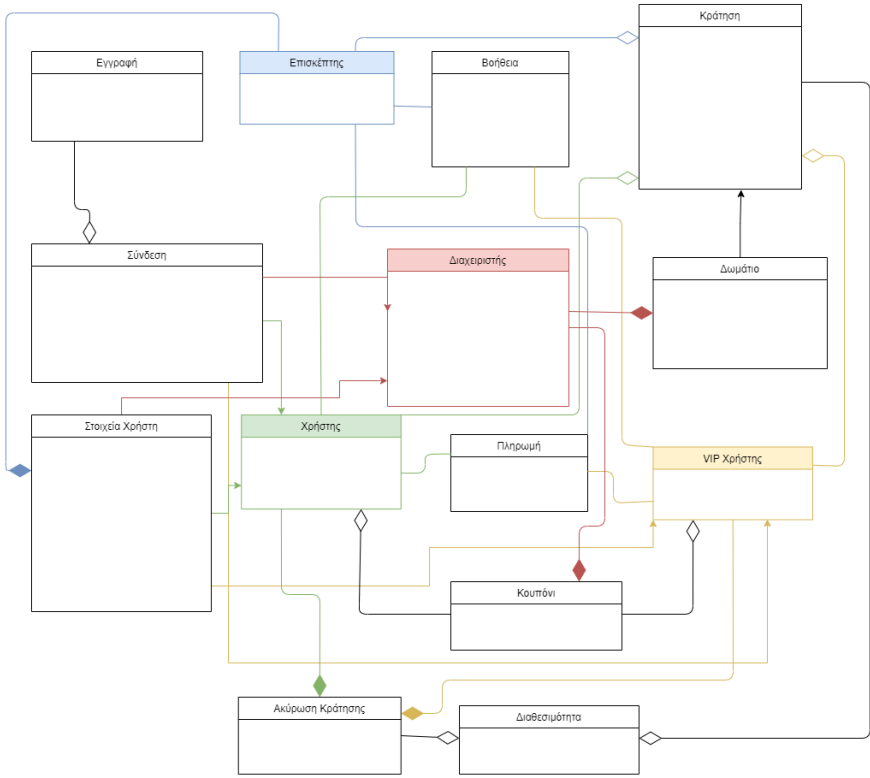 Κράτηση
Εγγραφή
Επισκέπτης
Βοήθεια
Σύνδεση
Διαχειριστής
Δωμάτιο
Στοιχεία Χρήστη
Χρήστης
Πληρωμή
VIP Χρήστης
Κουπόνι
Ακύρωση Κράτησης
Διαθεσιμότητα